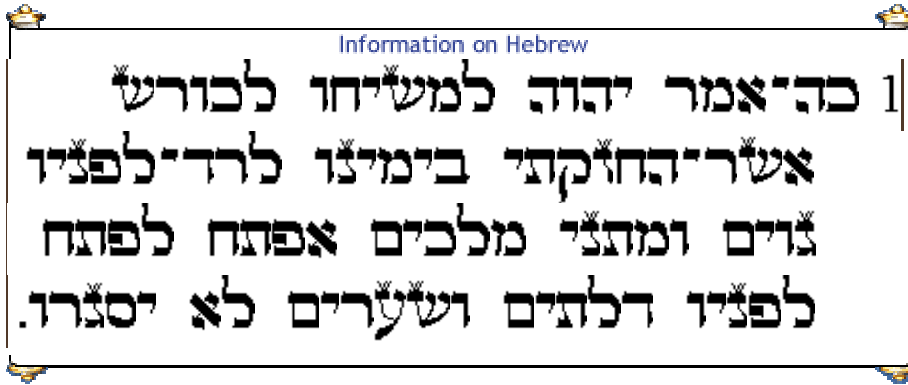 Information on Hebrew
1 כה־אמר יהוה למשיחו לכורש
אשר־החזקתי בימינו לרד־לפניו
גוים ומתני מלכים אפתח לפתח
לפניו דלתים ושערים לא יסגרו.